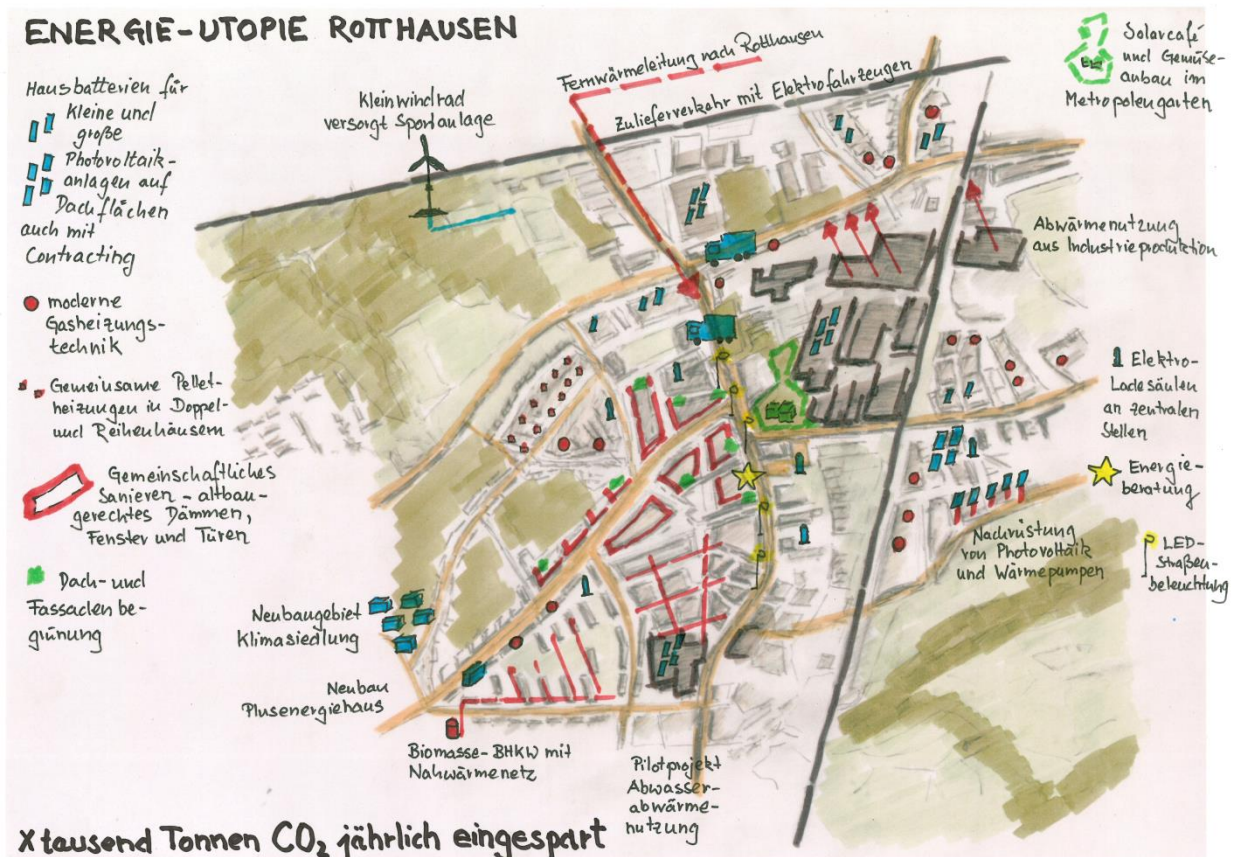 ENERGIE-UTOPIE ROTTHAUSEN
Hausbatterien für
Kleine und
große
Photovoltaik-
anlagen auf
Dachflächen
auch mit
Contracting
moderne
Gasheizungs-
technik
Gemeinsame Pellet-
heizungen in Doppel-
und Reihenhäusern
Gemeinschaftliches
Sanieren - altbau-
gerechtes Dämmen,
Fenster und Türen
Dach- und
Fassaden be-
grünung
Kleinwindrad
versorgt Sportanlage
Fernwärmeleitung nach Rotthausen
Zulieferverkehr mit Elektrofahrzeugen
Solarcafé
und Gemüse-
anbau im
Metropolengarten
Abwärmenutzung
aus Industrieproduktion
Elektro-
Ladesäulen
an zentralen
Stellen
Energie-
beratung
LED-
Straßen-
beleuchtung
Nachrüstung
von Photovoltaik
und Wärmepumpen
Neubaugebiet
Klimasiedlung
Neubau
Plusenergiehaus
Biomasse-BHKW mit
Nahwärmenetz
Pilotprojekt
Abwasser-
abwärme-
nutzung
X tausend Tonnen CO₂ jährlich eingespart